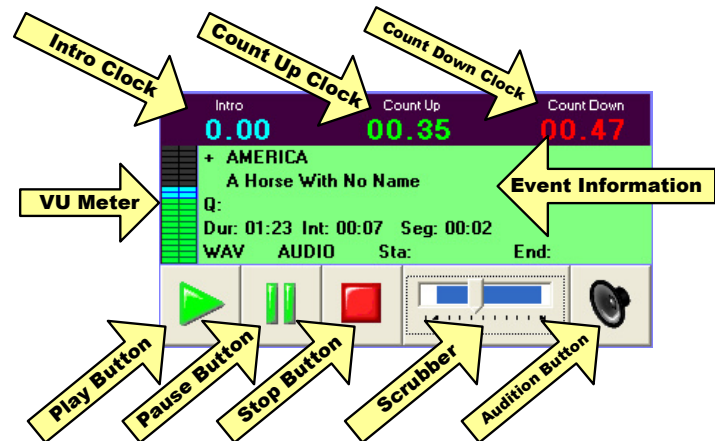 Intro Clock
Count Up Clock
Count Down Clock
Intro
Count Up
Count Down
0.00
00.35
00.47
+ AMERICA
A Horse With No Name
Q:
Dur: 01:23 Int: 00:07 Seg: 00:02
WAV AUDIO Sta: End:
VU Meter
Event Information
Play Button
Pause Button
Stop Button
Scrubber
Audition Button